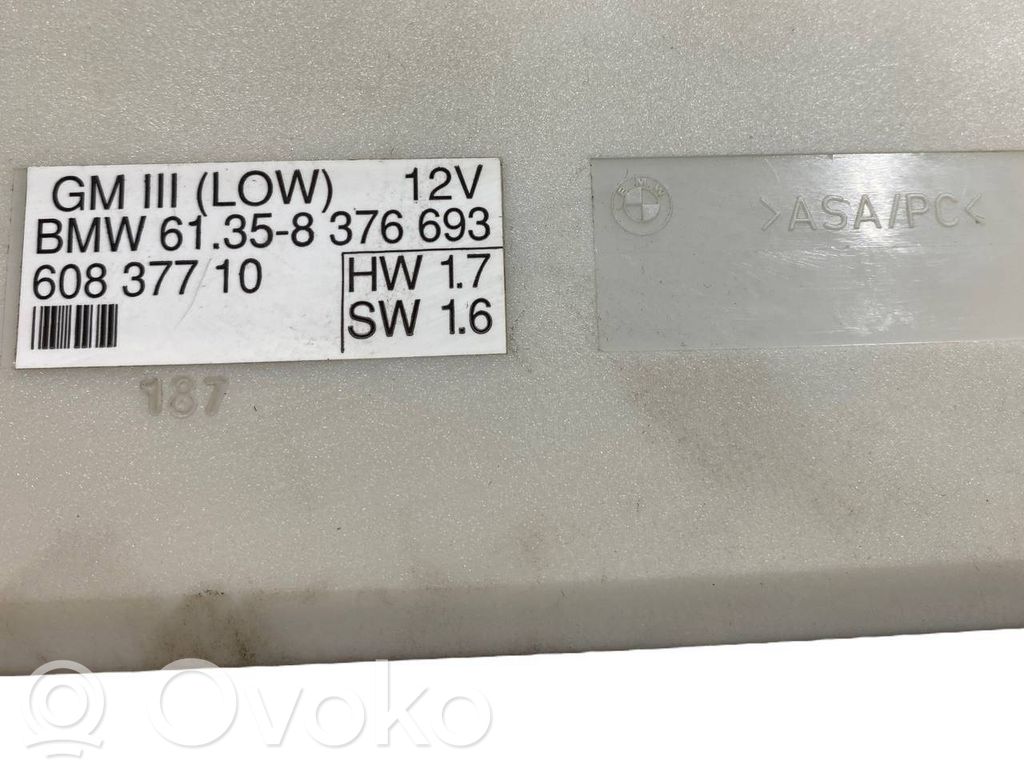 GM III (LOW) 12V
BMW 61.35-8 376 693
608 377 10
HW 1.7
SW 1.6
187
BMW
>ASA/PC<
Ovoko